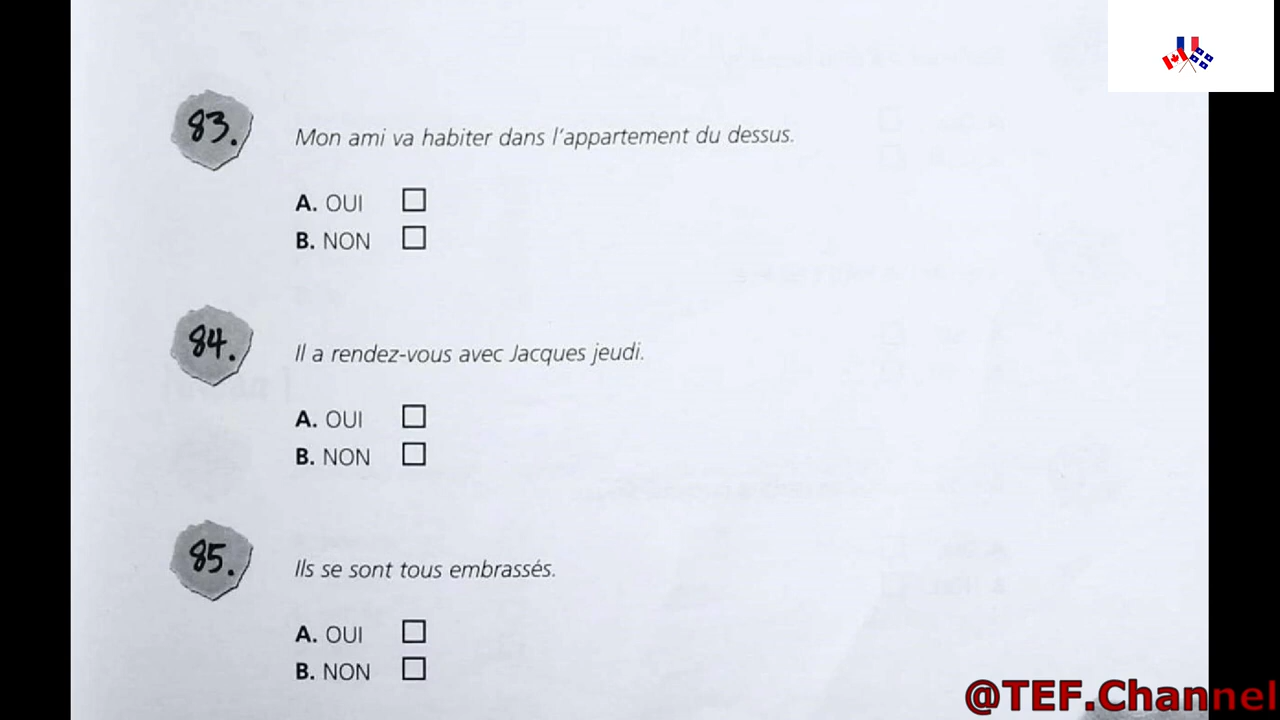 83.
Mon ami va habiter dans l'appartement du dessus.
A. OUI
B. NON
84.
Il a rendez-vous avec Jacques jeudi.
A. OUI
B. NON
85.
Ils se sont tous embrassés.
A. OUI
B. NON
@TEF.Channel